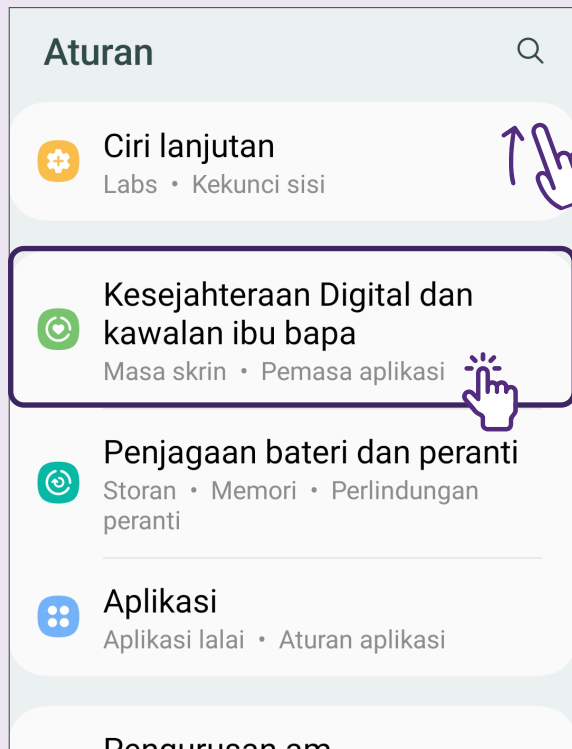 Aturan
Ciri lanjutan
Labs • Kekunci sisi
Kesejahteraan Digital dan
kawalan ibu bapa
Masa skrin • Pemasa aplikasi
Penjagaan bateri dan peranti
Storan • Memori • Perlindungan
peranti
Aplikasi
Aplikasi lalai • Aturan aplikasi
Pengurusan am